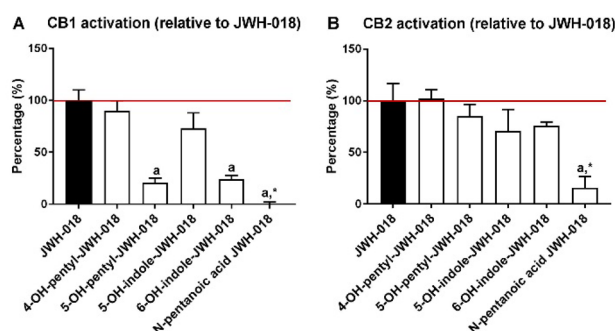 A CB1 activation (relative to JWH-018)
Percentage (%)
150
100
50
0
a
a
a,*
JWH-018
4-OH-pentyl-JWH-018
5-OH-pentyl-JWH-018
5-OH-indole-JWH-018
6-OH-indole-JWH-018
N-pentanoic acid JWH-018
B CB2 activation (relative to JWH-018)
Percentage (%)
150
100
50
0
a,*
JWH-018
4-OH-pentyl-JWH-018
5-OH-pentyl-JWH-018
5-OH-indole-JWH-018
6-OH-indole-JWH-018
N-pentanoic acid JWH-018